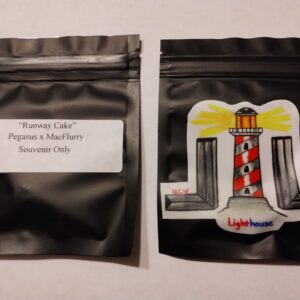 “Runway Cake”
Pegasus x MacFlurry
Souvenir Only
Lighthouse